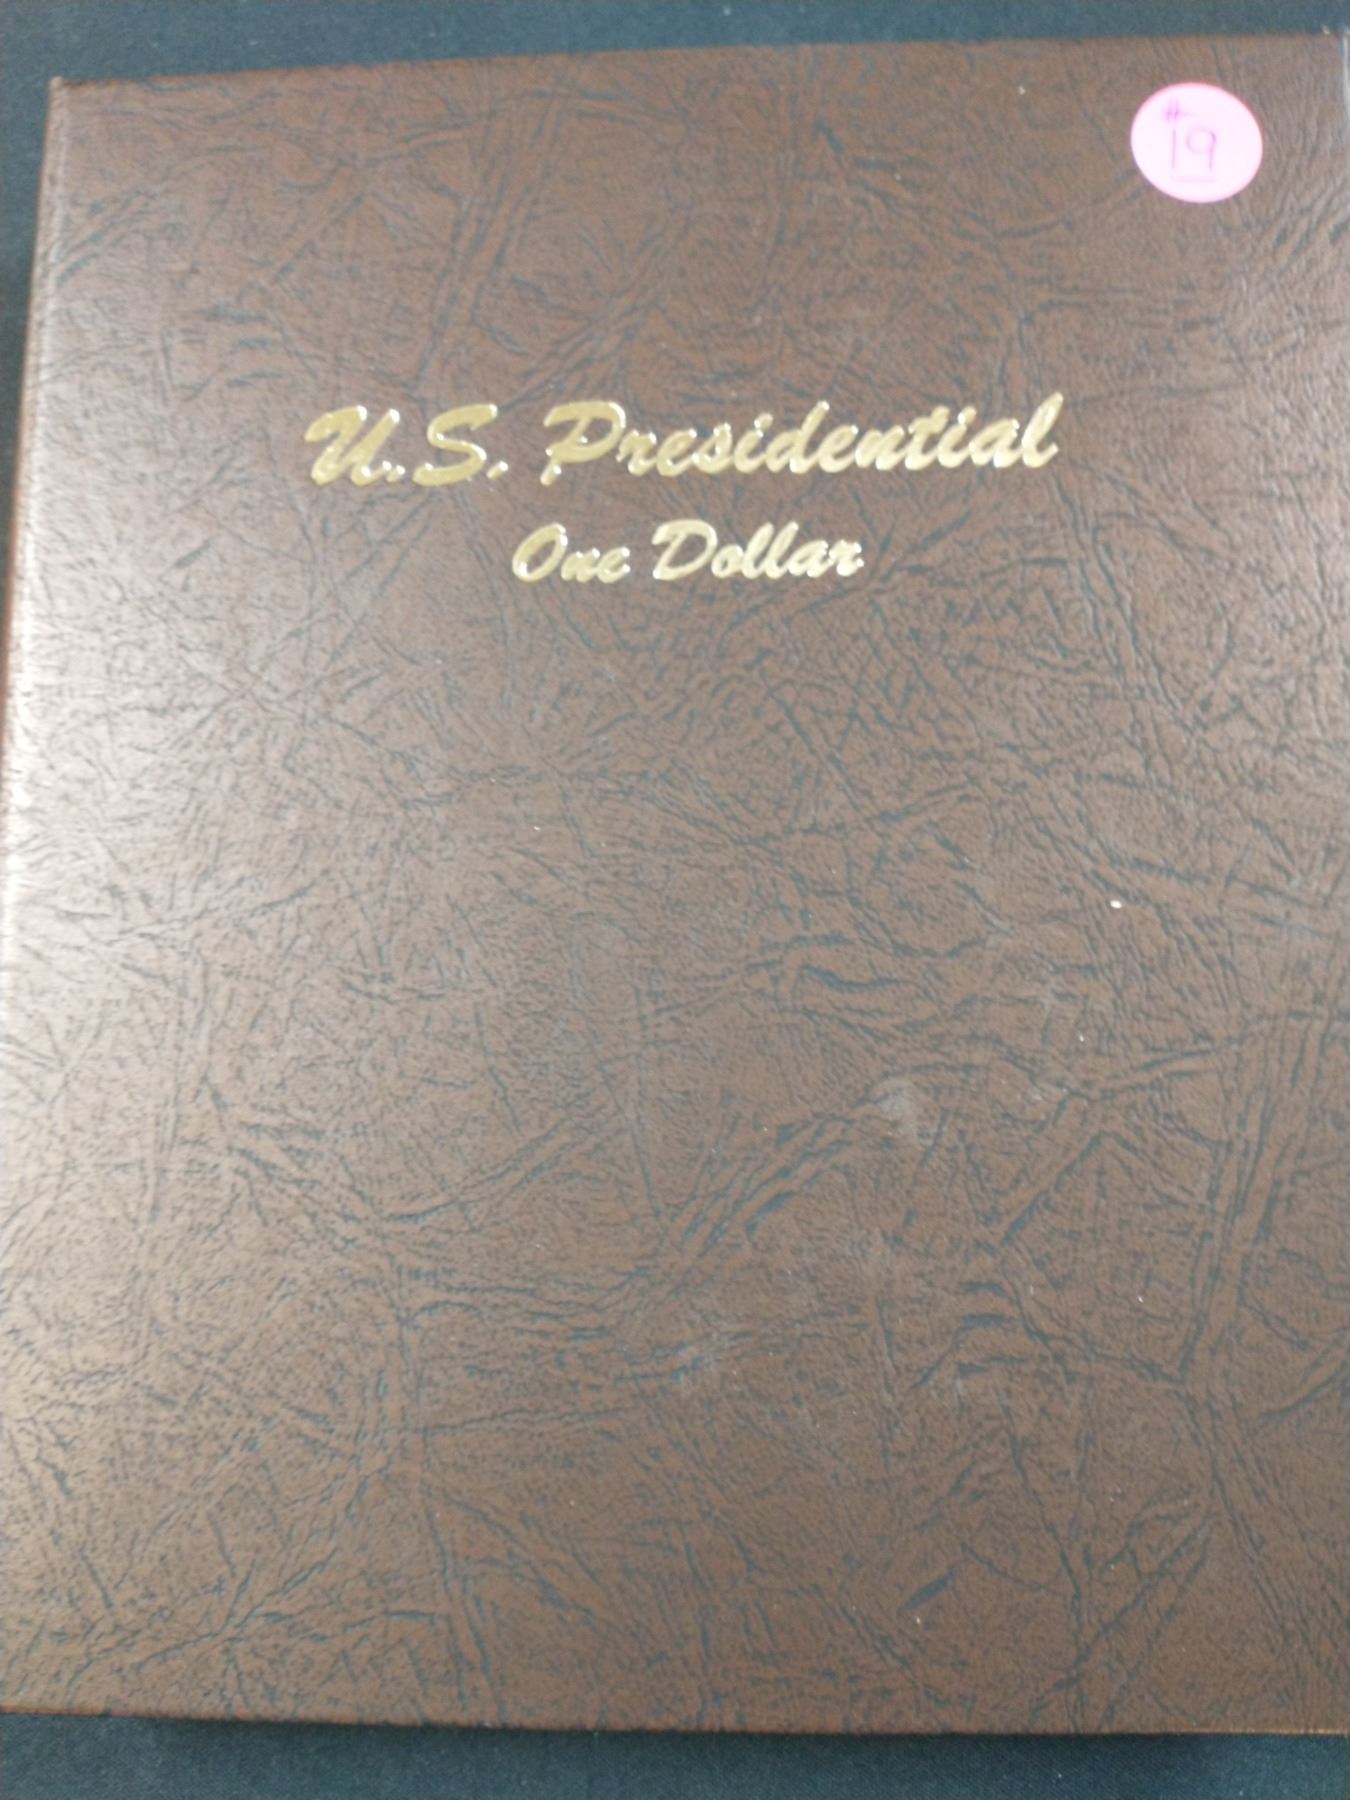 #
19
U.S. Presidential
One Dollar